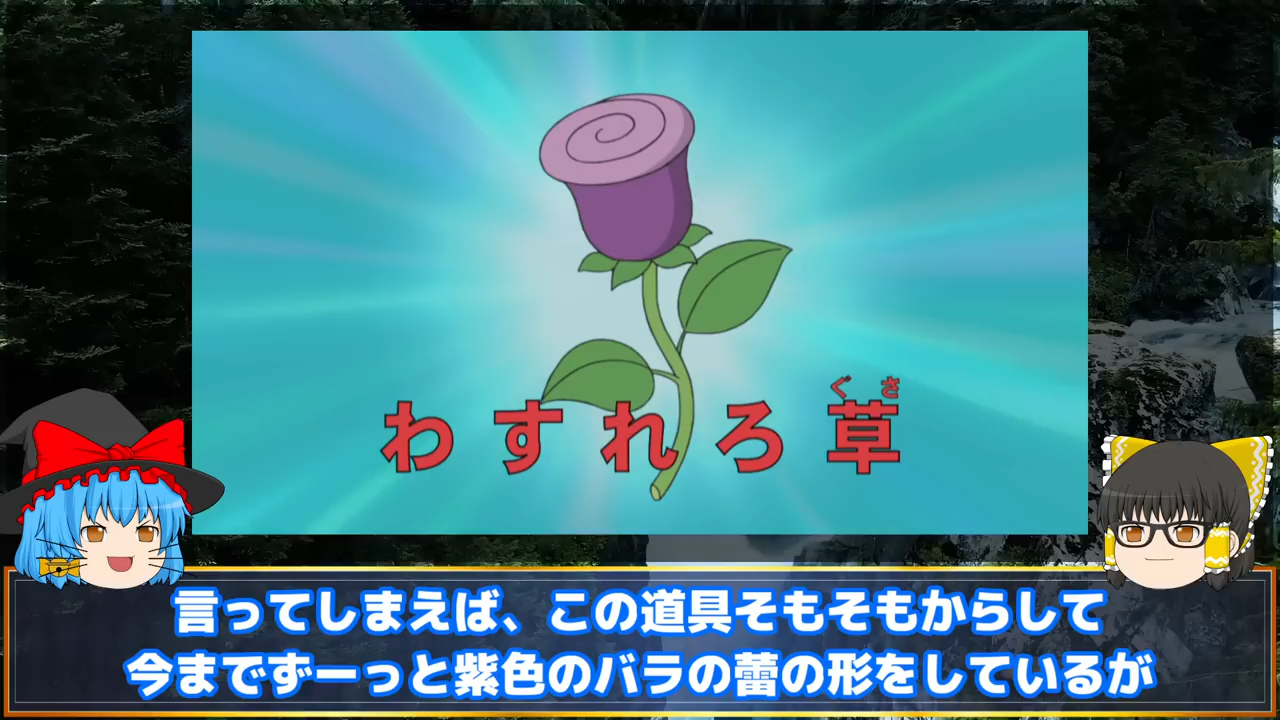 ぐさ
わすれろ草
言ってしまえば、この道具そもそもからして
今までずーっと紫色のバラの蕾の形をしているが